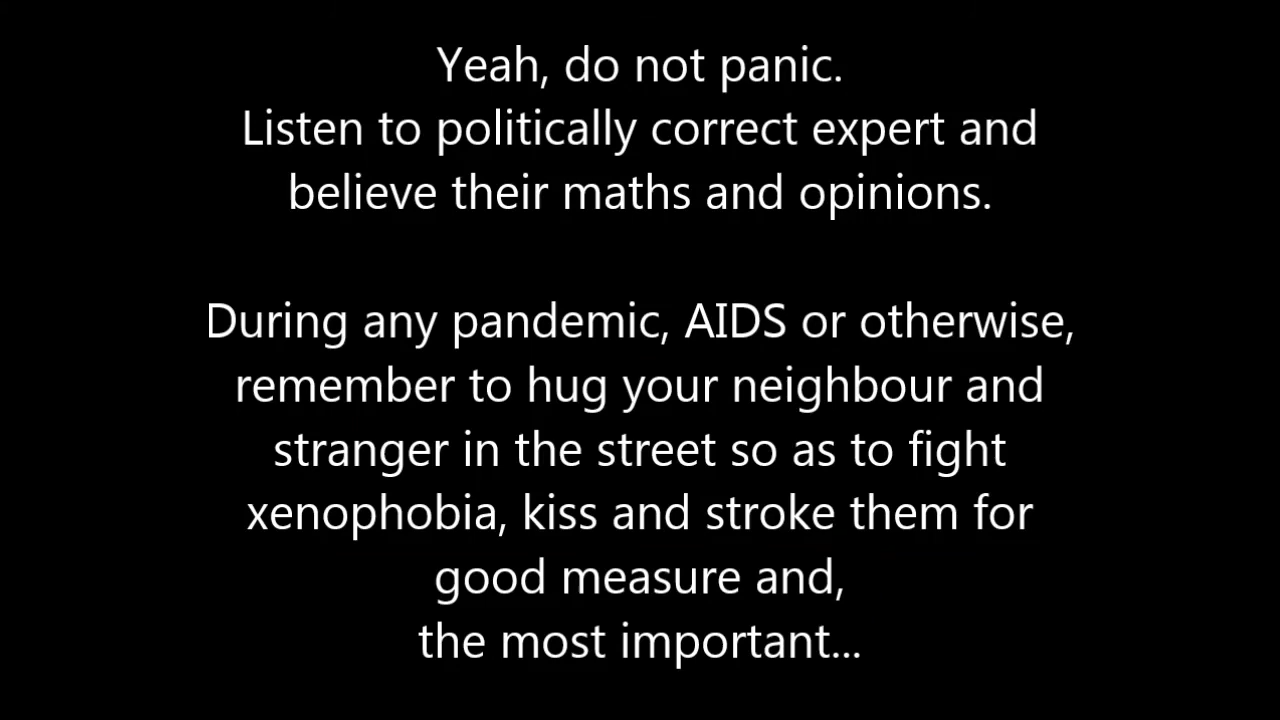 Yeah, do not panic.
Listen to politically correct expert and
believe their maths and opinions.
During any pandemic, AIDS or otherwise,
remember to hug your neighbour and
stranger in the street so as to fight
xenophobia, kiss and stroke them for
good measure and,
the most important...